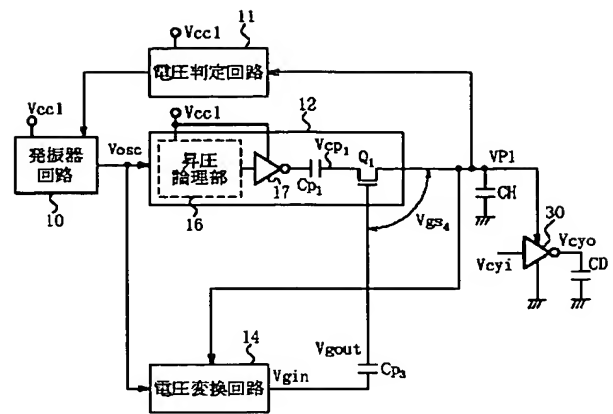 Vcc1
11
電圧判定回路
Vcc1
発振器
回路
10
Vosc
Vcc1
12
昇圧
論理部
16
17
Cp1
Vcp1
Q1
Vgs4
VP1
CH
30
Vcyi
Vcyo
CD
14
電圧変換回路
Vgin
Vgout
Cp3